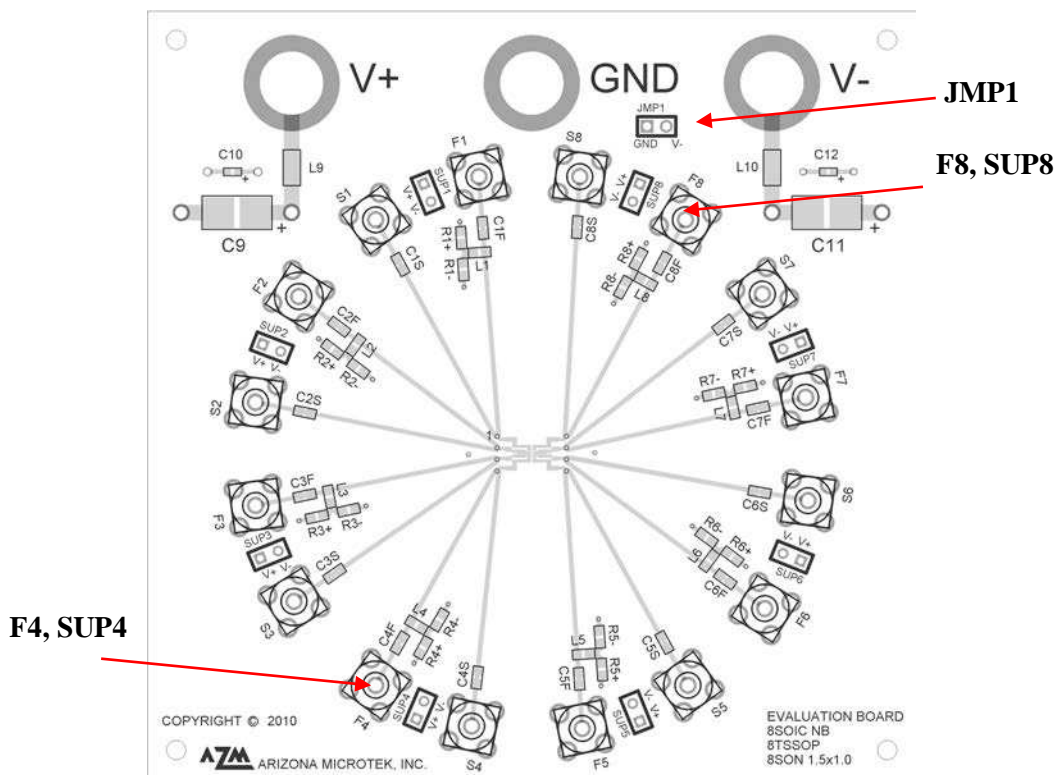 V+
GND
V-
JMP1
JMP1
GND V-
F8, SUP8
C10
+
L9
C9
+
L10
C12
+
C11
+
F1
SUP1
V+ V-
S1
C1S
C1F
R1+
R1-
L1
S8
V- V+
SUP8
F8
C8S
R8+
R8-
C8F
L8
F2
SUP2
V+ V-
C2F
L2
R2+
R2-
S2
C2S
S7
C7S
V- V+
SUP7
R7-
R7+
L7
C7F
F7
1
C3F
L3
R3+
R3-
F3
SUP3
V+ V-
C3S
S3
C6S
S6
V- V+
SUP6
R6-
R6+
L6
C6F
F6
F4, SUP4
L4
R4-
R4+
C4F
F4
SUP4
V+ V-
C4S
S4
L5
R5-
R5+
C5F
F5
C5S
V- V+
SUP5
S5
COPYRIGHT © 2010
AZM ARIZONA MICROTEK, INC.
EVALUATION BOARD
8SOIC NB
8TSSOP
8SON 1.5x1.0